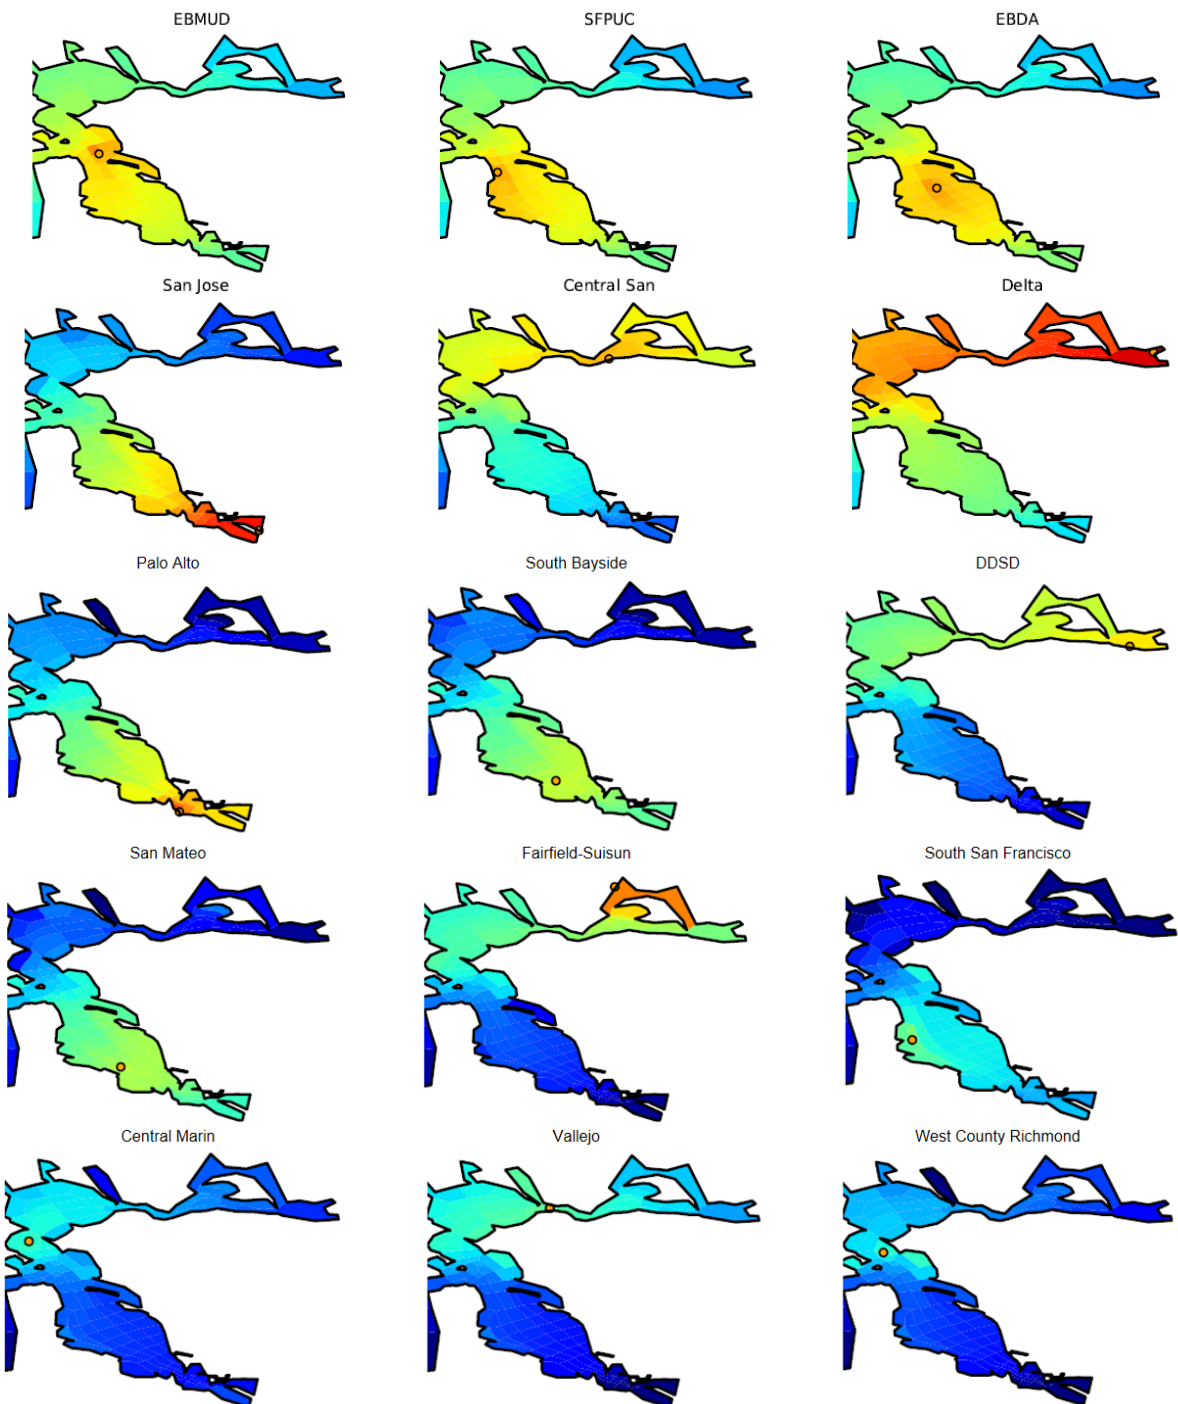 EBMUD
SFPUC
EBDA
San Jose
Central San
Delta
Palo Alto
South Bayside
DDSD
San Mateo
Fairfield-Suisun
South San Francisco
Central Marin
Vallejo
West County Richmond